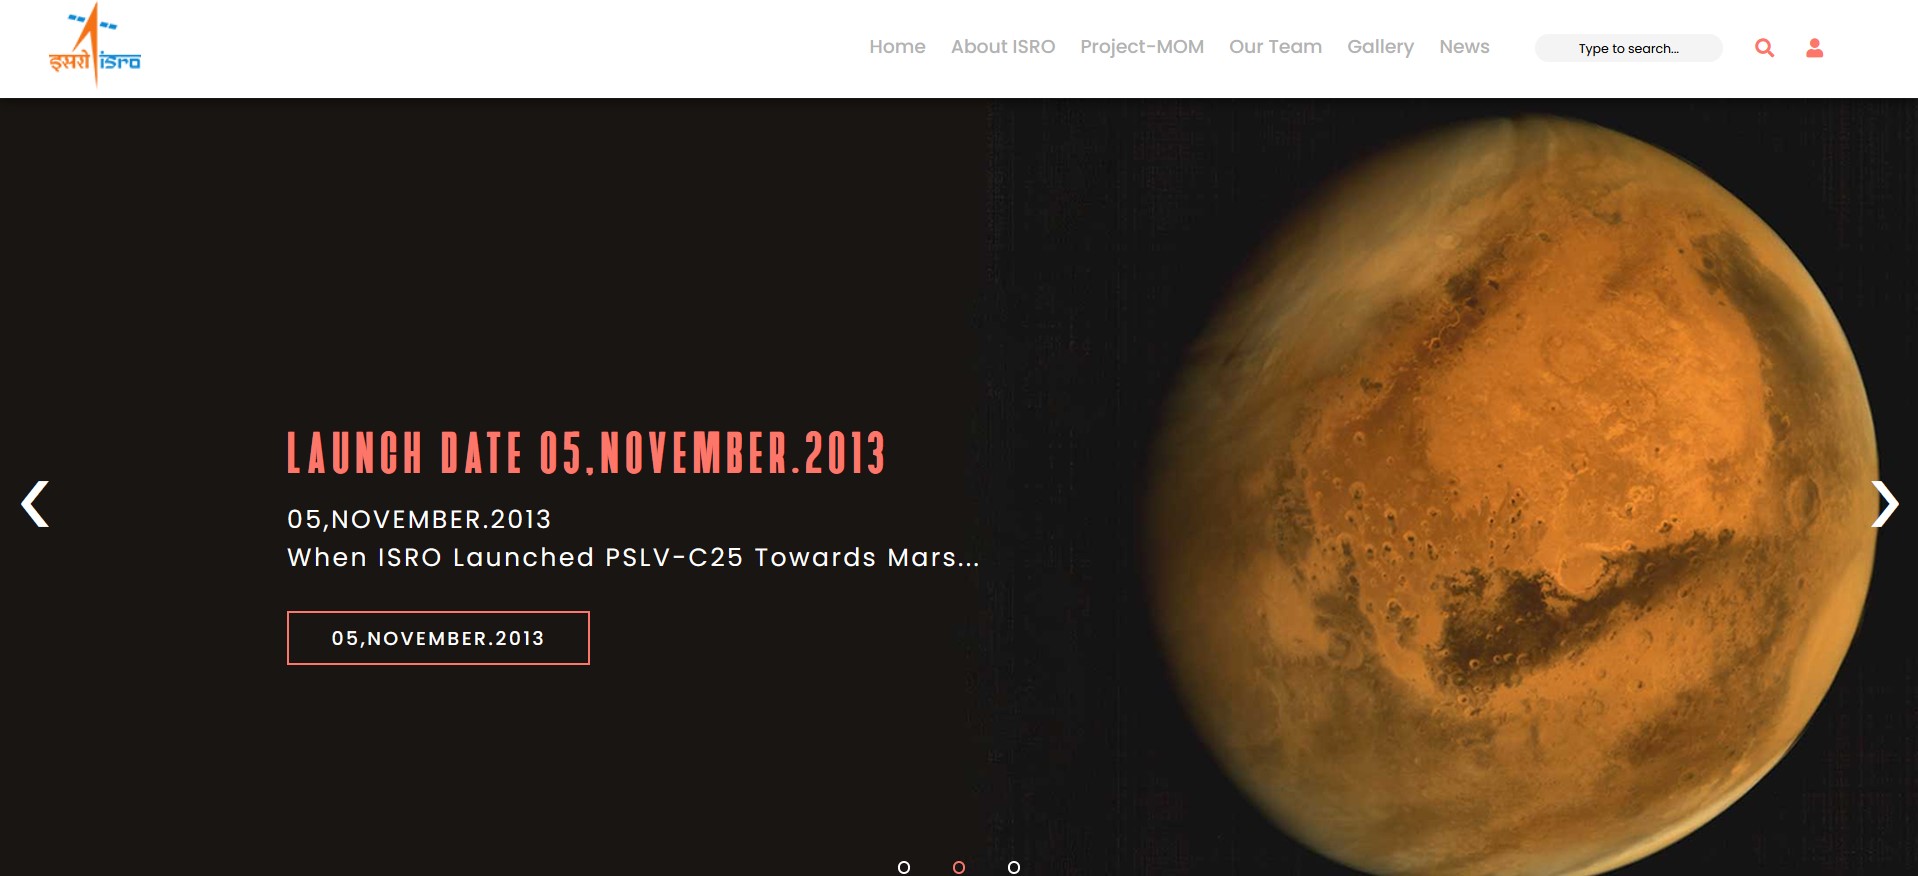 इसरो isro
Home About ISRO Project-MOM Our Team Gallery News Type to search...
LAUNCH DATE 05,NOVEMBER.2013
05,NOVEMBER.2013
When ISRO Launched PSLV-C25 Towards Mars...
05,NOVEMBER.2013